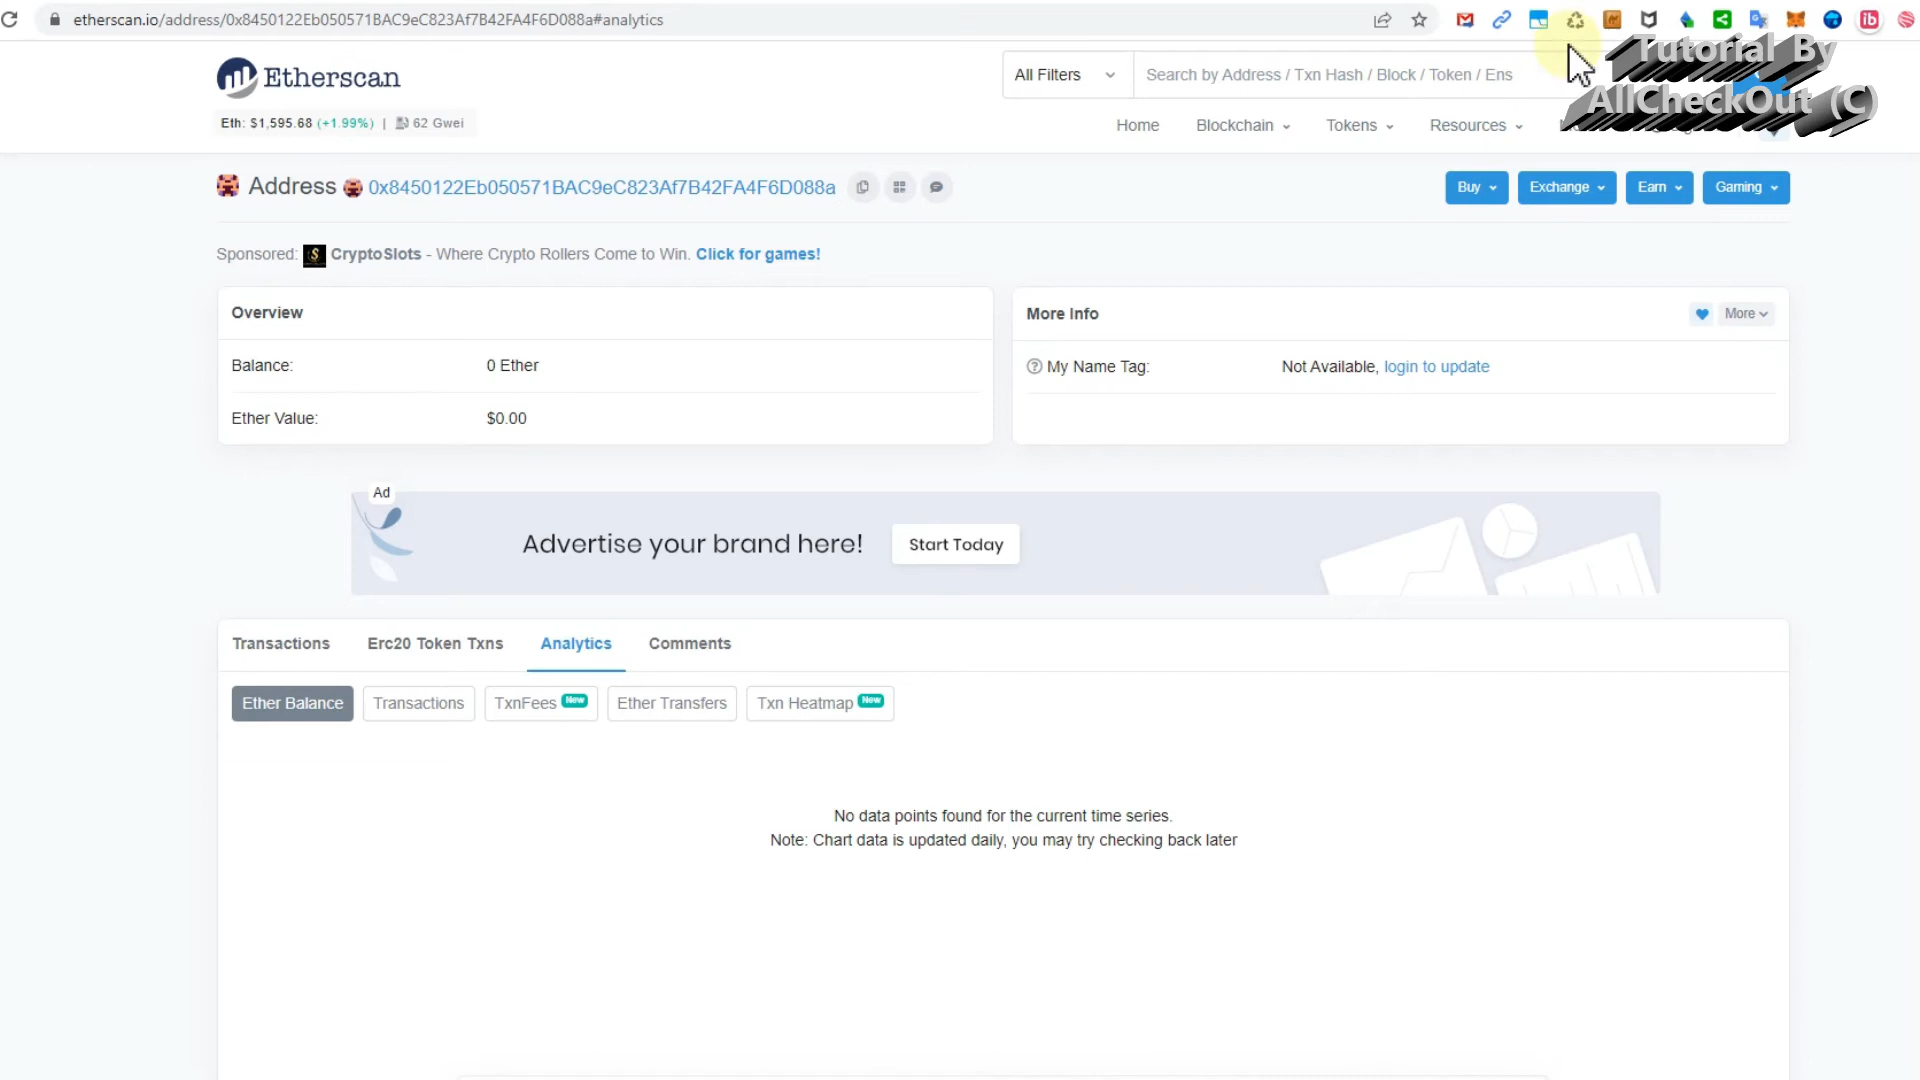 etherscan.io/address/0x8450122Eb050571BAC9eC823Af7B42FA4F6D088a#analytics
Tutorial By
AllCheckOut (C)
Etherscan
All Filters
Search by Address / Txn Hash / Block / Token / Ens
Eth: $1,595.68 (+1.99%) | 62 Gwei
Home
Blockchain
Tokens
Resources
Address 0x8450122Eb050571BAC9eC823Af7B42FA4F6D088a
Buy
Exchange
Earn
Gaming
Sponsored: CryptoSlots - Where Crypto Rollers Come to Win. Click for games!
Overview
Balance: 0 Ether
Ether Value: $0.00
More Info
More
My Name Tag: Not Available, login to update
Ad
Advertise your brand here!
Start Today
Transactions
Erc20 Token Txns
Analytics
Comments
Ether Balance
Transactions
TxnFees New
Ether Transfers
Txn Heatmap New
No data points found for the current time series.
Note: Chart data is updated daily, you may try checking back later